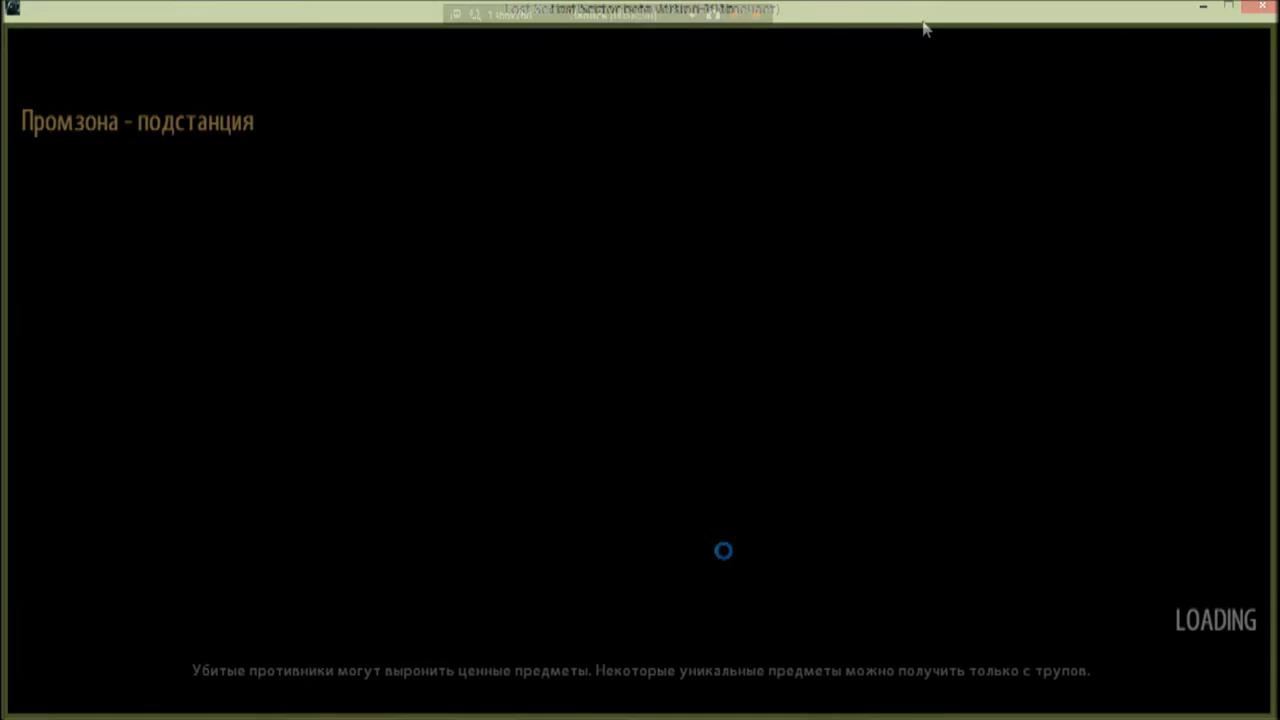 Промзона - подстанция
LOADING
Убитые противники могут выронить ценные предметы. Некоторые уникальные предметы можно получить только с трупов.